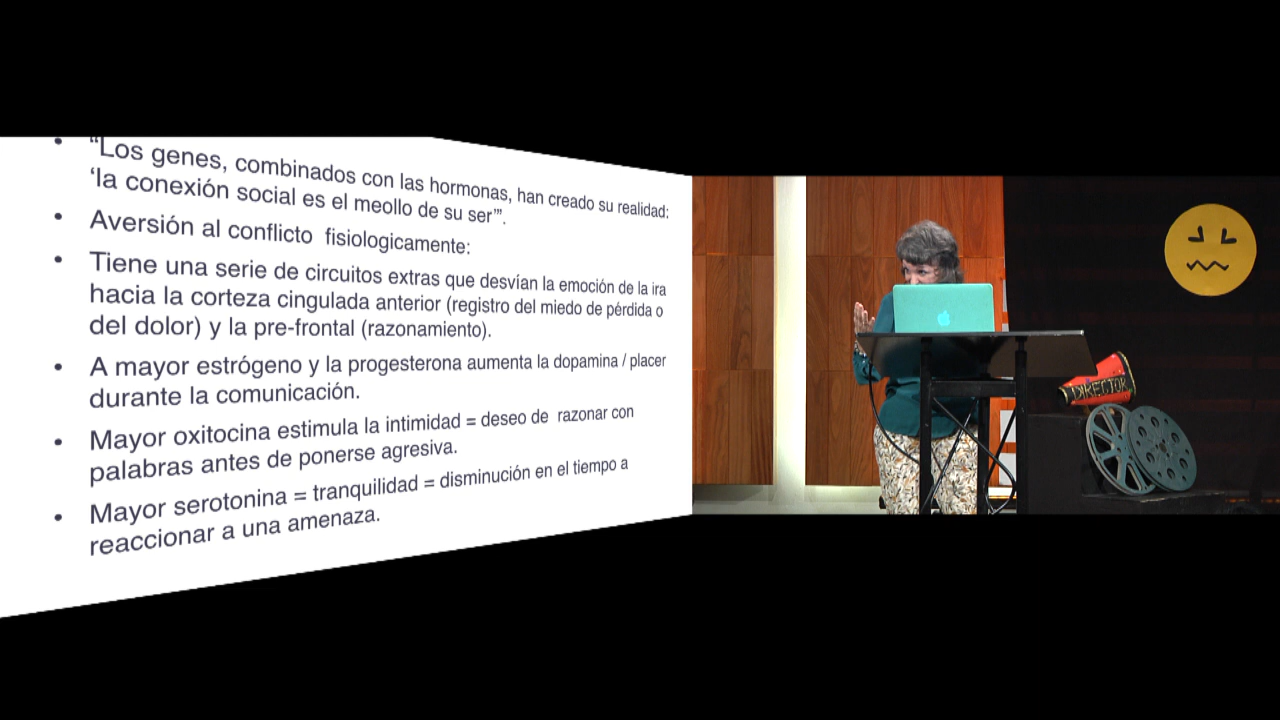 • “Los genes, combinados con las hormonas, han creado su realidad:
‘la conexión social es el meollo de su ser’”.
• Aversión al conflicto fisiologicamente:
• Tiene una serie de circuitos extras que desvían la emoción de la ira
hacia la corteza cingulada anterior (registro del miedo de pérdida o
del dolor) y la pre-frontal (razonamiento).
• A mayor estrógeno y la progesterona aumenta la dopamina / placer
durante la comunicación.
• Mayor oxitocina estimula la intimidad = deseo de razonar con
palabras antes de ponerse agresiva.
• Mayor serotonina = tranquilidad = disminución en el tiempo a
reaccionar a una amenaza.
DIRECTOR